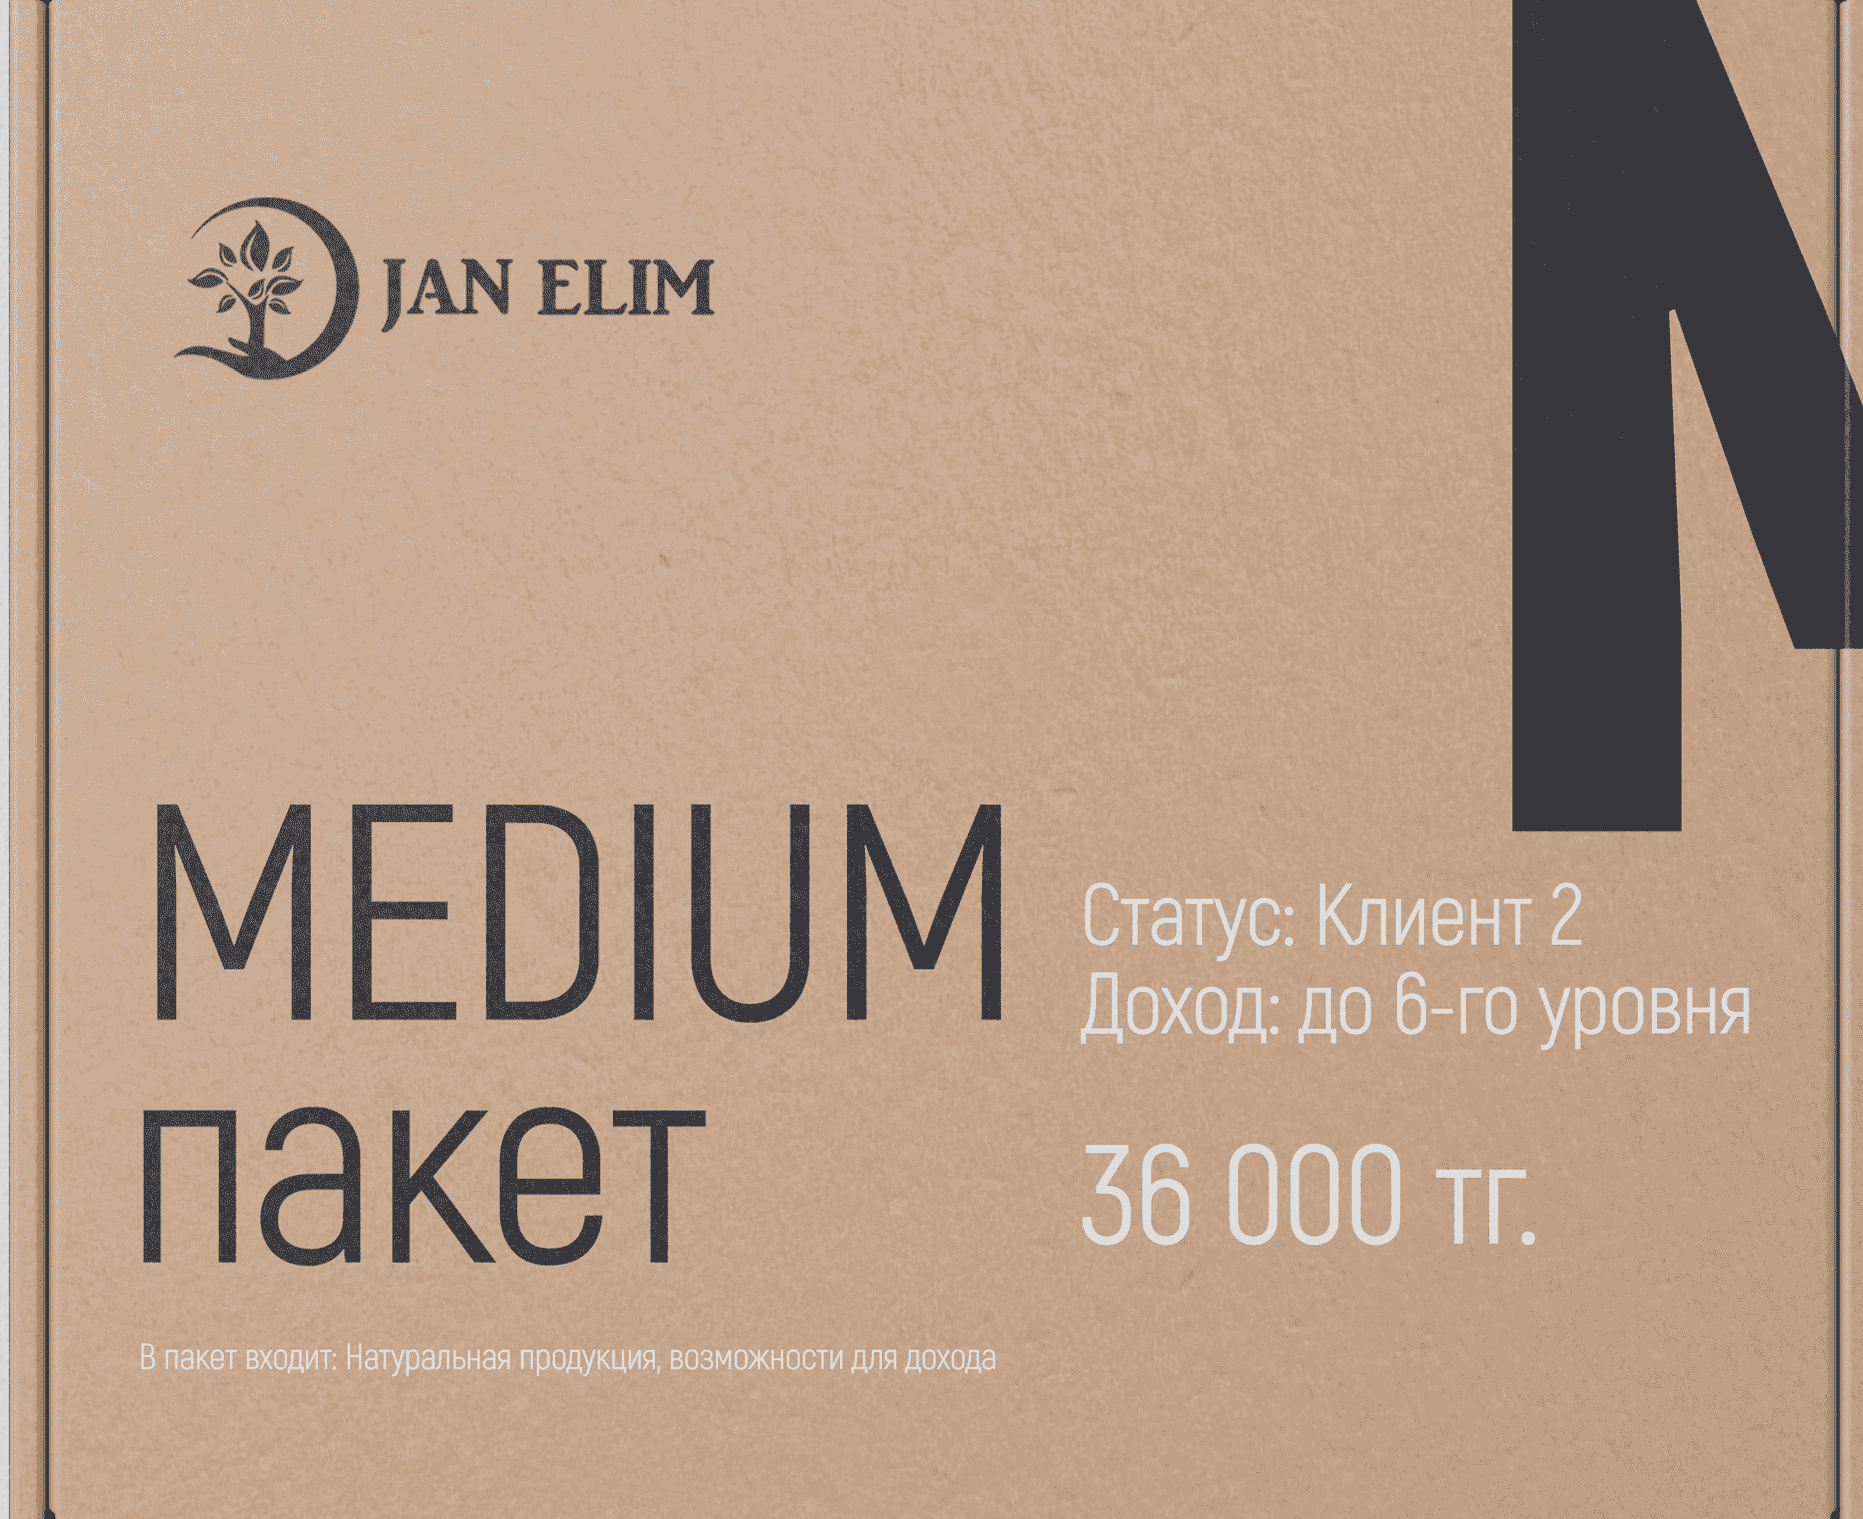 M
JAN ELIM
MEDIUM
пакет
Статус: Клиент 2
Доход: до 6-го уровня
36 000 тг.
В пакет входит: Натуральная продукция, возможности для дохода